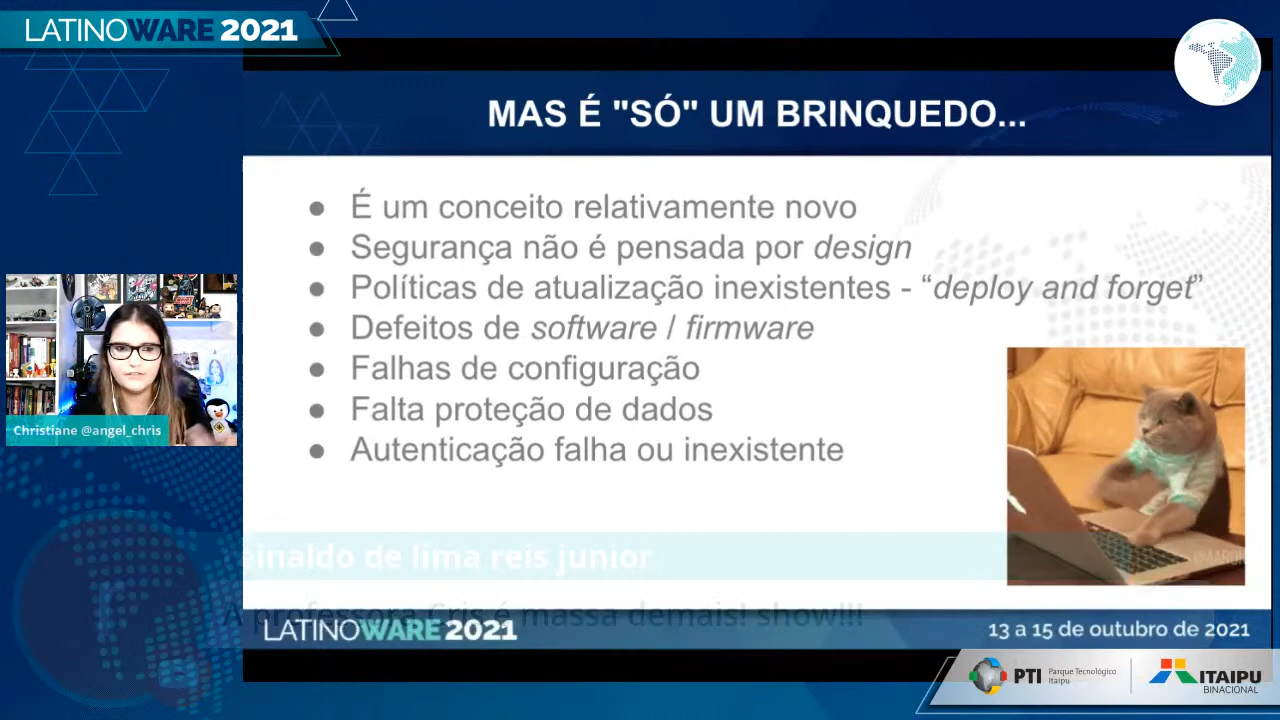 LATINOWARE 2021
MAS É "SÓ" UM BRINQUEDO...
● É um conceito relativamente novo
● Segurança não é pensada por design
● Políticas de atualização inexistentes - “deploy and forget”
● Defeitos de software / firmware
● Falhas de configuração
● Falta proteção de dados
● Autenticação falha ou inexistente
Christiane @angel_chris
einaldo de lima reis junior
A professora Cris é massa demais! show!!!
LATINOWARE 2021
13 a 15 de outubro de 2021
PTI Parque Tecnológico
Itaipu
ITAIPU
BINACIONAL